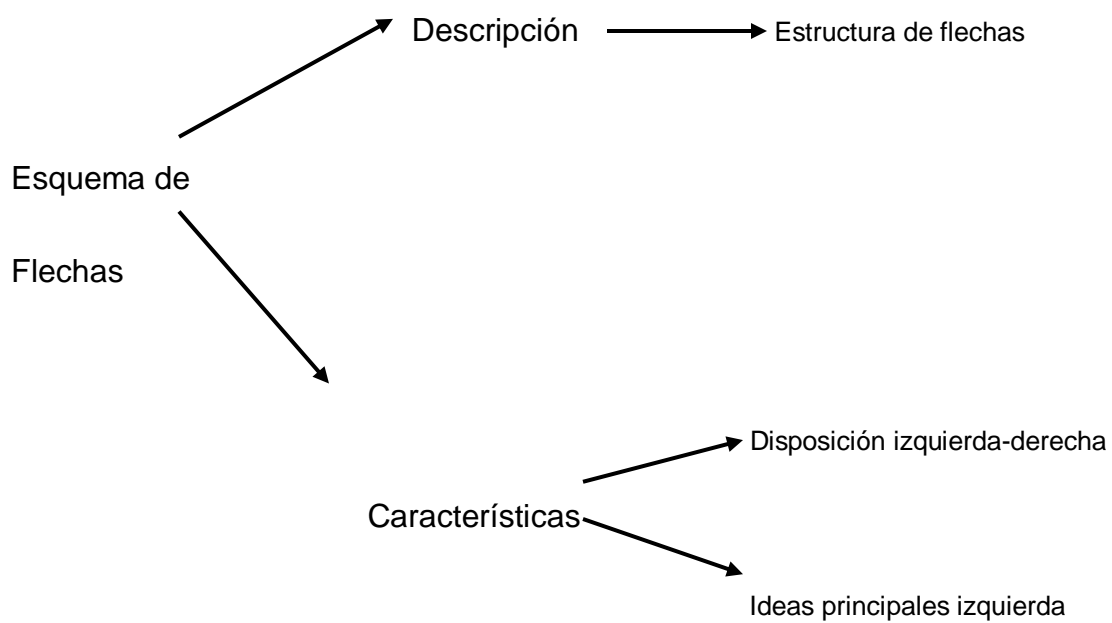 Descripción
Estructura de flechas
Esquema de
Flechas
Disposición izquierda-derecha
Características
Ideas principales izquierda